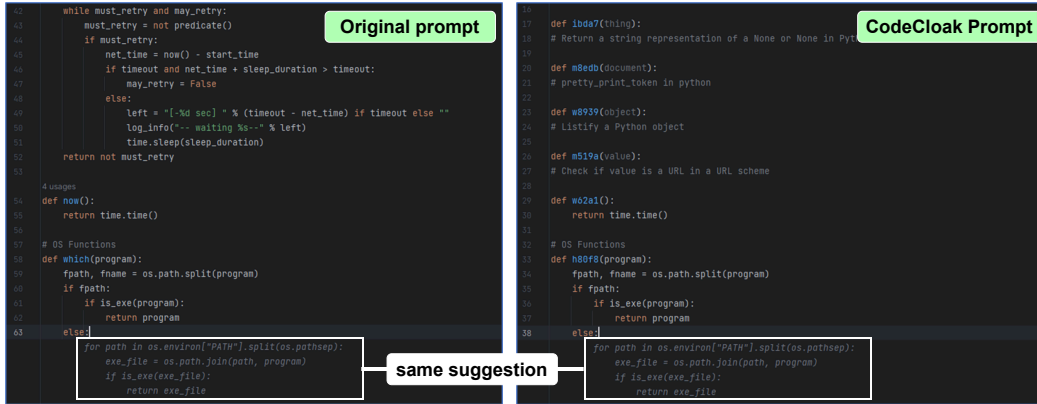 Original prompt
42 while must_retry and may_retry:
43 must_retry = not predicate()
44 if must_retry:
45 net_time = now() - start_time
46 if timeout and net_time + sleep_duration > timeout:
47 may_retry = False
48 else:
49 left = "[-%d sec] " % (timeout - net_time) if timeout else ""
50 log_info("-- waiting %s--" % left)
51 time.sleep(sleep_duration)
52 return not must_retry
53
4 usages
54 def now():
55 return time.time()
56
57 # OS Functions
58 def which(program):
59 fpath, fname = os.path.split(program)
60 if fpath:
61 if is_exe(program):
62 return program
63 else:
for path in os.environ["PATH"].split(os.pathsep):
exe_file = os.path.join(path, program)
if is_exe(exe_file):
return exe_file
same suggestion
CodeCloak Prompt
16
17 def ibda7(thing):
18 # Return a string representation of a None or None in Pyt
19
20 def m8edb(document):
21 # pretty_print_token in python
22
23 def w8939(object):
24 # Listify a Python object
25
26 def m519a(value):
27 # Check if value is a URL in a URL scheme
28
29 def w62a1():
30 return time.time()
31
32 # OS Functions
33 def h80f8(program):
34 fpath, fname = os.path.split(program)
35 if fpath:
36 if is_exe(program):
37 return program
38 else:
for path in os.environ["PATH"].split(os.pathsep):
exe_file = os.path.join(path, program)
if is_exe(exe_file):
return exe_file